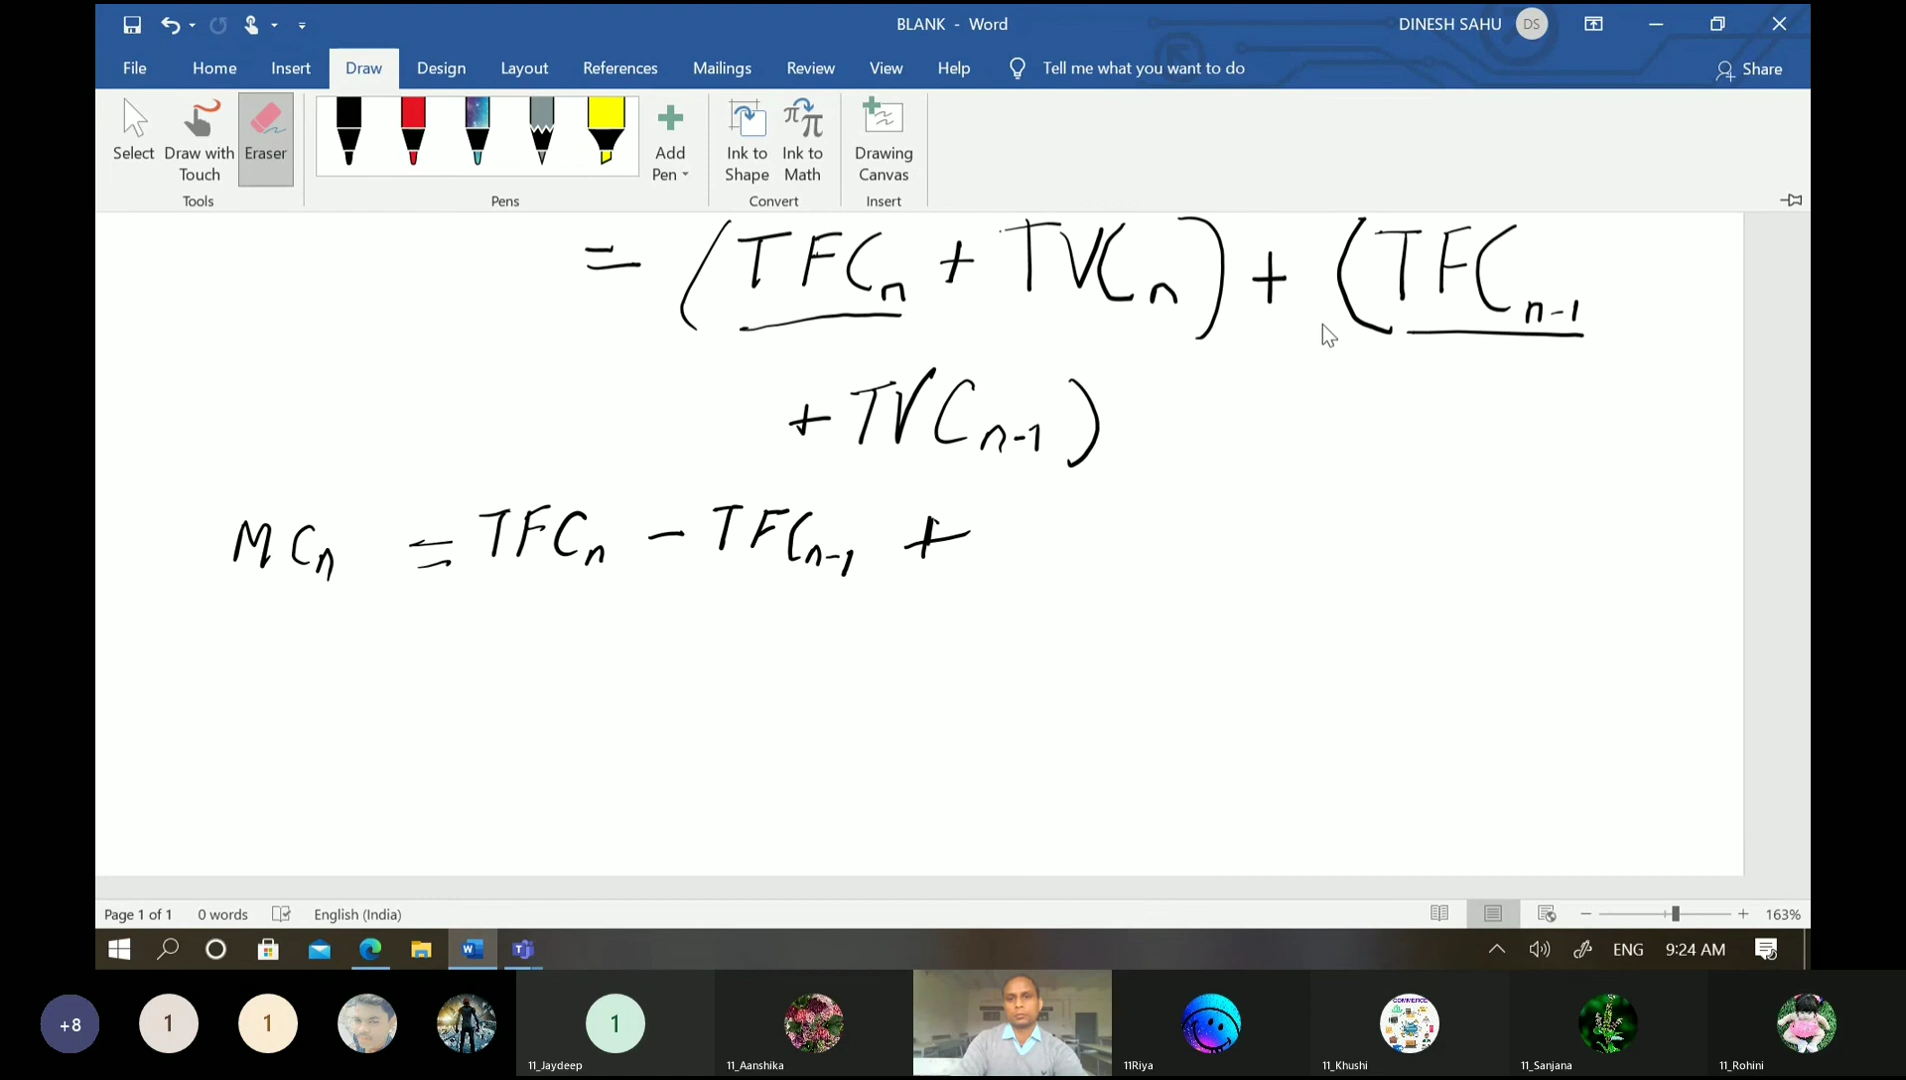 BLANK - Word
DINESH SAHU DS
File Home Insert Draw Design Layout References Mailings Review View Help Tell me what you want to do Share
Select Draw with Touch Eraser Add Pen Ink to Shape Ink to Math Drawing Canvas
Tools Pens Convert Insert
= (TFCn + TVCn) + (TFCn-1
+ TVCn-1)
MCn = TFCn - TFCn-1 +
Page 1 of 1 0 words English (India) 163%
ENG 9:24 AM
+8 1 1 1
11_Jaydeep 11_Aanshika 11Riya 11_Khushi 11_Sanjana 11_Rohini